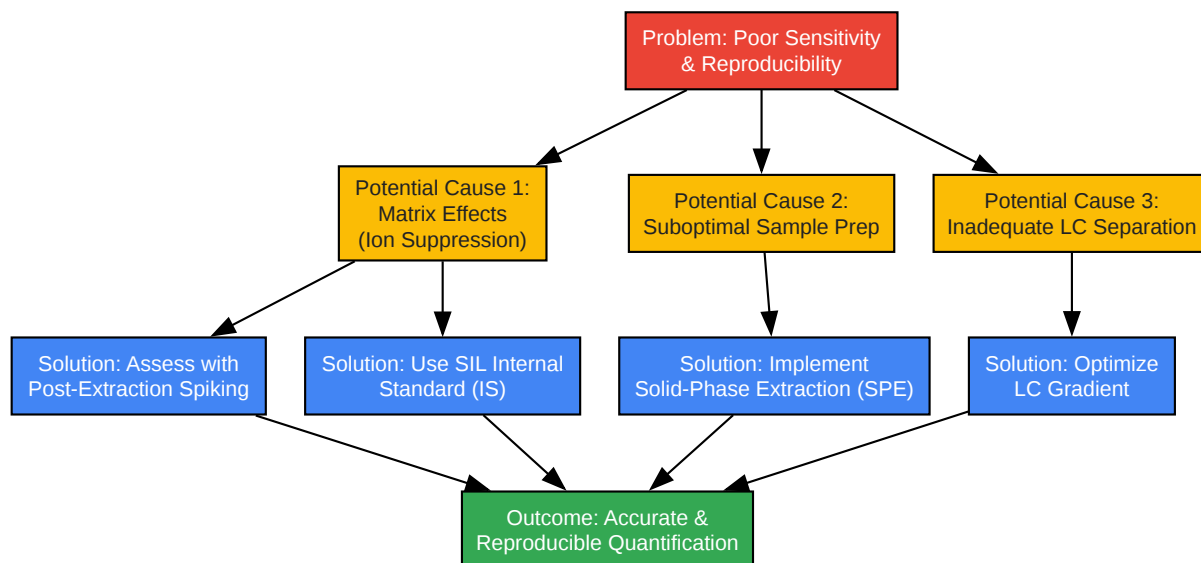 Problem: Poor Sensitivity
& Reproducibility
Potential Cause 1:
Matrix Effects
(Ion Suppression)
Potential Cause 2:
Suboptimal Sample Prep
Potential Cause 3:
Inadequate LC Separation
Solution: Assess with
Post-Extraction Spiking
Solution: Use SIL Internal
Standard (IS)
Solution: Implement
Solid-Phase Extraction (SPE)
Solution: Optimize
LC Gradient
Outcome: Accurate &
Reproducible Quantification